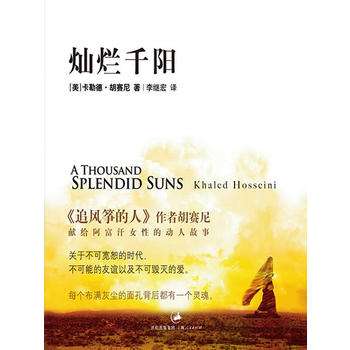 灿烂千阳
[美]卡勒德·胡赛尼 著 李继宏 译
A THOUSAND
SPLENDID SUNS Khaled Hosseini
《追风筝的人》作者胡赛尼
献给阿富汗女性的动人故事
关于不可宽恕的时代,
不可能的友谊以及不可毁灭的爱。
每个布满灰尘的面孔背后都有一个灵魂。